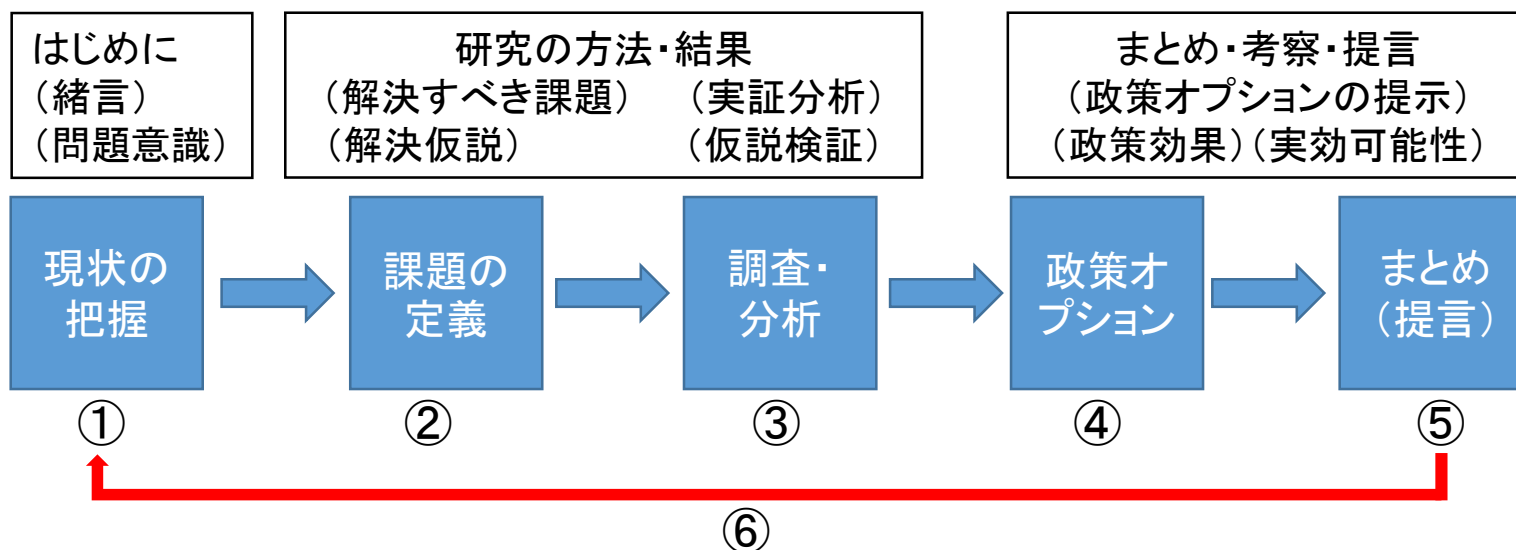 はじめに
（緒言）
（問題意識）
研究の方法・結果
（解決すべき課題） （実証分析）
（解決仮説） （仮説検証）
まとめ・考察・提言
（政策オプションの提示）
（政策効果）（実効可能性）
現状の
把握
課題の
定義
調査・
分析
政策オ
プション
まとめ
（提言）
①
②
③
④
⑤
⑥